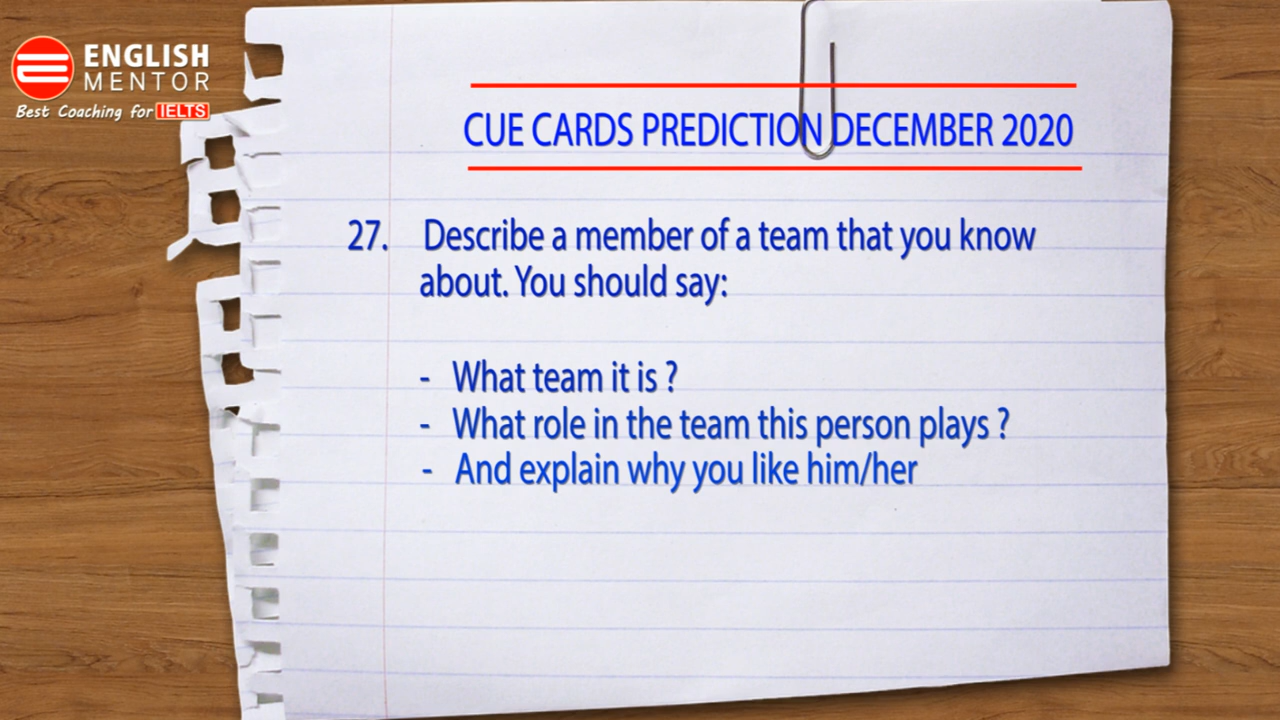 ENGLISH
MENTOR
Best Coaching for IELTS
CUE CARDS PREDICTION DECEMBER 2020
27. Describe a member of a team that you know
about. You should say:
- What team it is ?
- What role in the team this person plays ?
- And explain why you like him/her